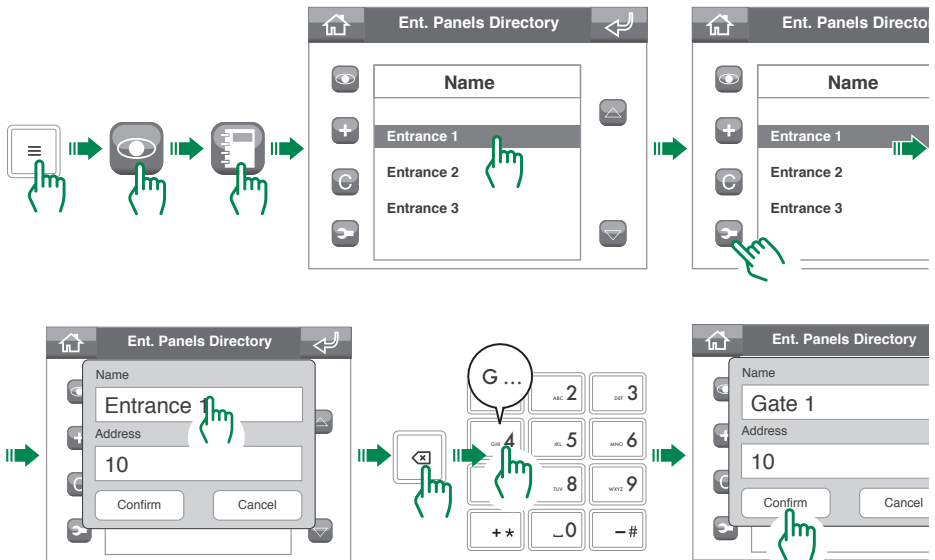 Ent. Panels Directory
Name
Entrance 1
Entrance 2
Entrance 3
C
Ent. Panels Directo
Name
Entrance 1
Entrance 2
Entrance 3
C
Ent. Panels Directory
Name
Entrance 1
Address
10
Confirm
Cancel
C
G ...
ABC 2
DEF 3
GHI 4
JKL 5
MNO 6
TUV 8
WXYZ 9
+ *
0
- #
Ent. Panels Directory
Name
Gate 1
Address
10
Confirm
Cancel
C